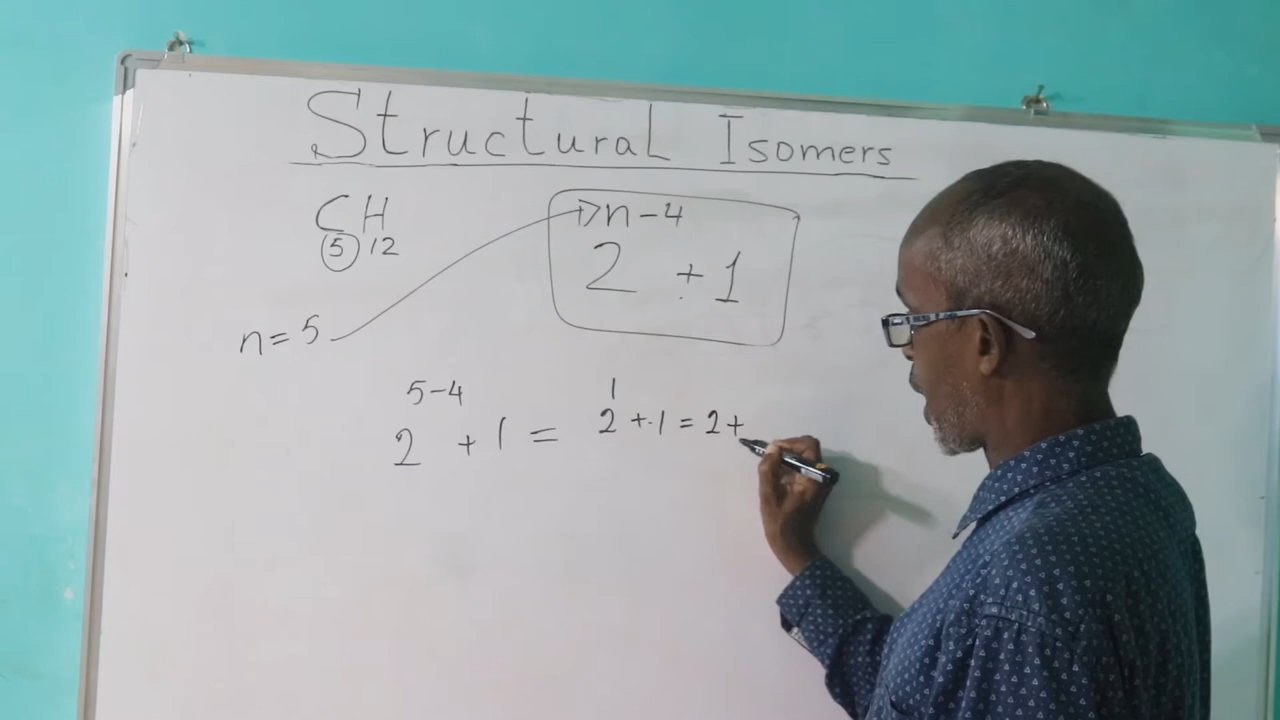 Structural Isomers
CH
5 12
n-4
2 +1
n=5
5-4
2 +1 =
1
2 +1 = 2+